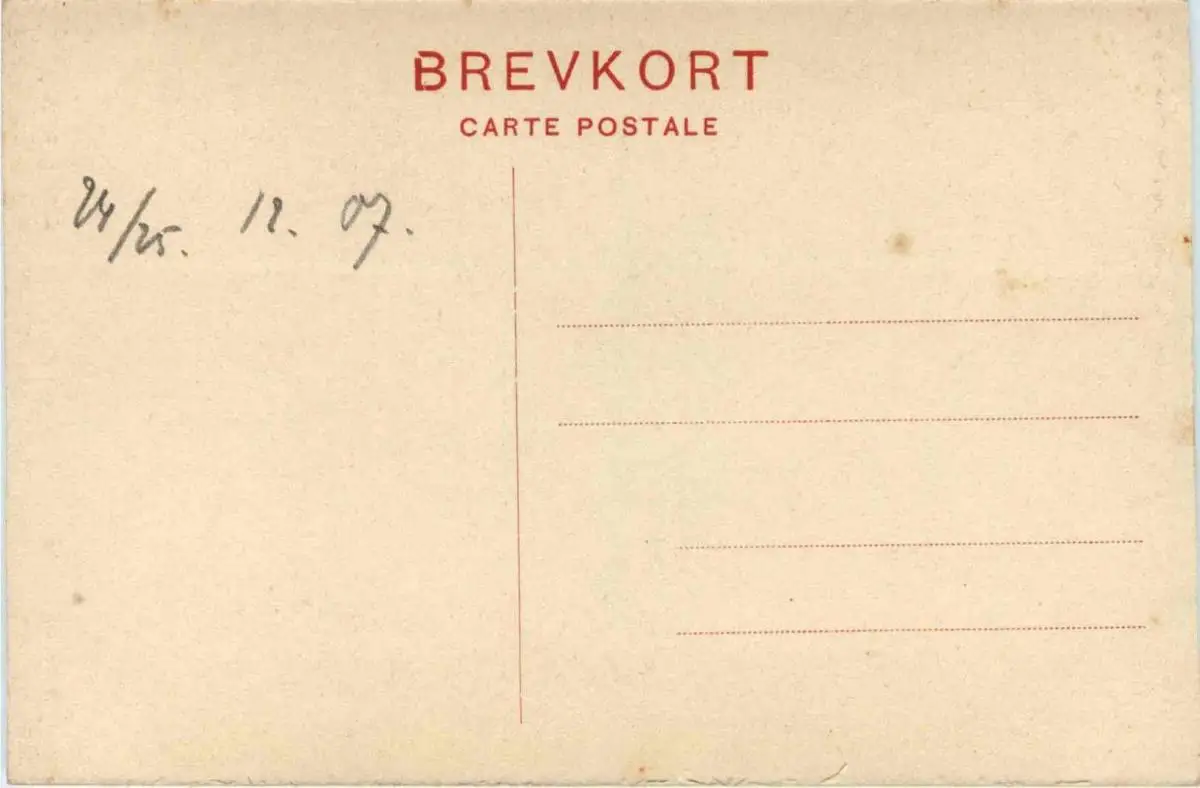 BREVKORT
CARTE POSTALE
24/25. 12. 07.